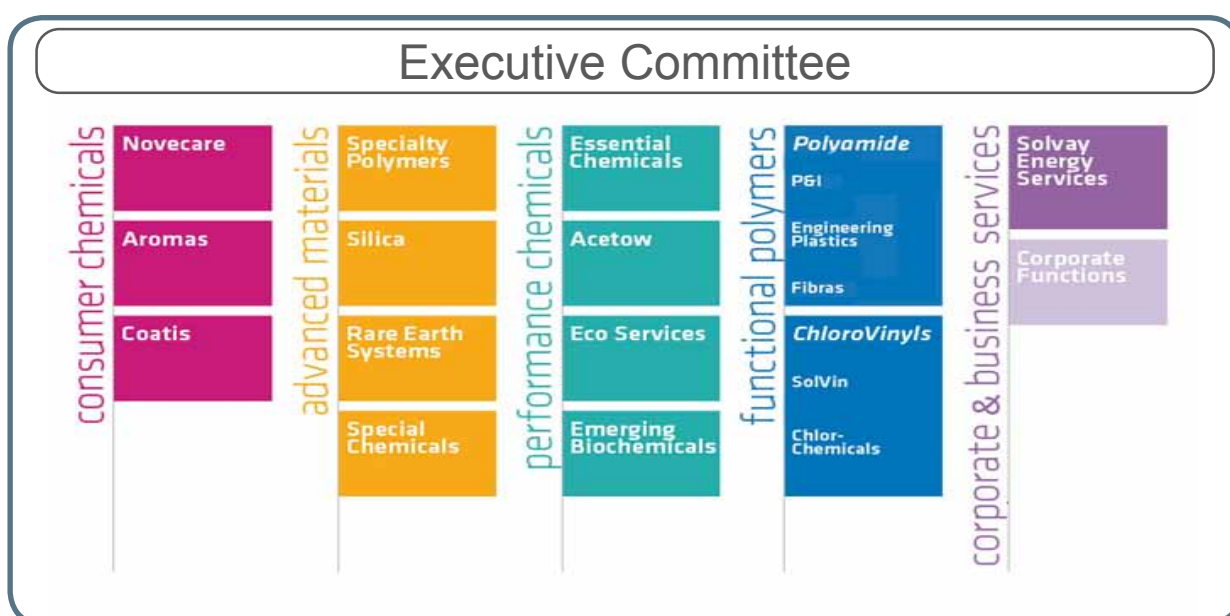 Executive Committee
consumer chemicals
Novecare
Aromas
Coatis
advanced materials
Specialty
Polymers
Silica
Rare Earth
Systems
Special
Chemicals
performance chemicals
Essential
Chemicals
Acetow
Eco Services
Emerging
Biochemicals
functional polymers
Polyamide
P&I
Engineering
Plastics
Fibras
ChloroVinyls
SolVin
Chlor-
Chemicals
corporate & business services
Solvay
Energy
Services
Corporate
Functions